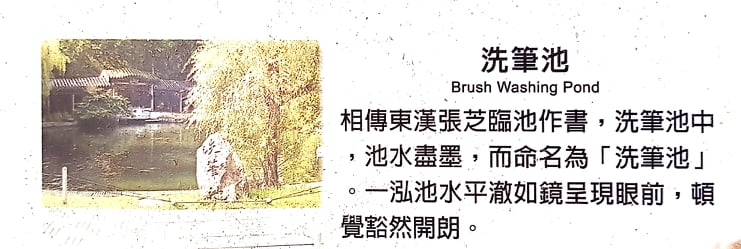 洗筆池
Brush Washing Pond
相傳東漢張芝臨池作書，洗筆池中
，池水盡墨，而命名為「洗筆池」
。一泓池水平澈如鏡呈現眼前，頓
覺豁然開朗。